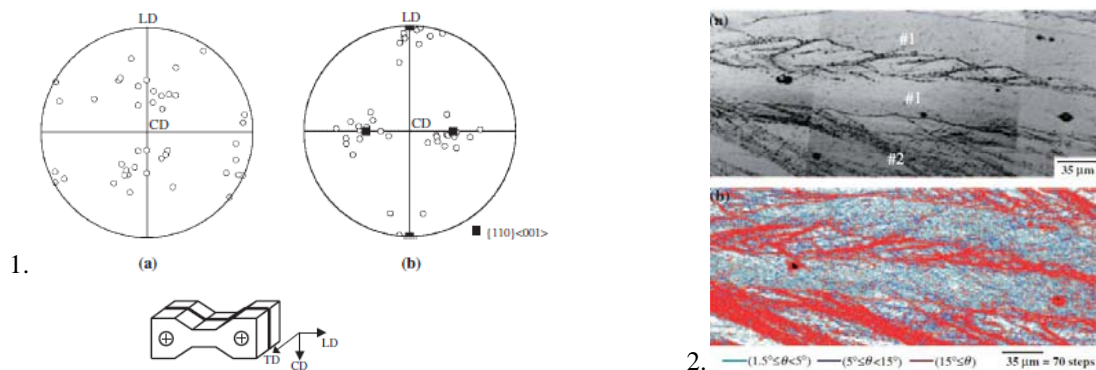 LD
CD
(a)
LD
CD
{110}<001>
(b)
1.
TD
CD
LD
(a)
#1
#1
#2
35 μm
(b)
2.
(1.5°≤θ<5°) (5°≤θ<15°) (15°≤θ) 35 μm = 70 steps